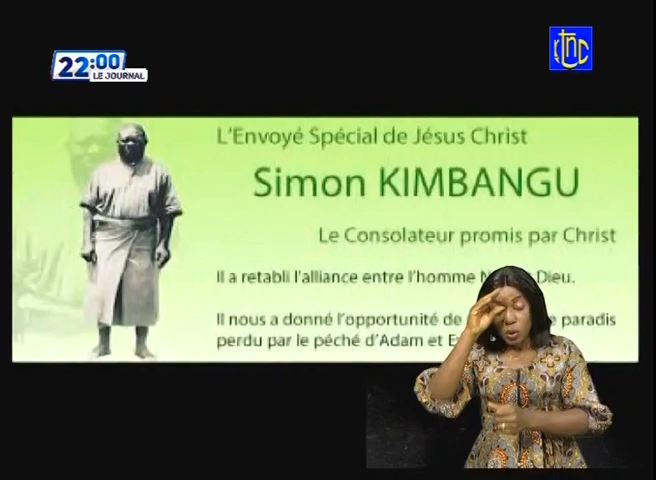 22:00
LE JOURNAL
rtnc
L'Envoyé Spécial de Jésus Christ
Simon KIMBANGU
Le Consolateur promis par Christ
Il a retabli l'alliance entre l'homme Dieu.
Il nous a donné l'opportunité de paradis
perdu par le péché d'Adam et